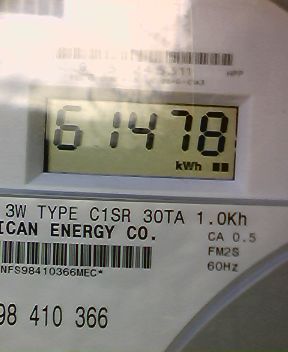 61478
kWh
3W TYPE C1SR 30TA 1.0Kh
ICAN ENERGY CO.
CA 0.5
FM2S
60Hz
NFS98410366MEC*
98 410 366